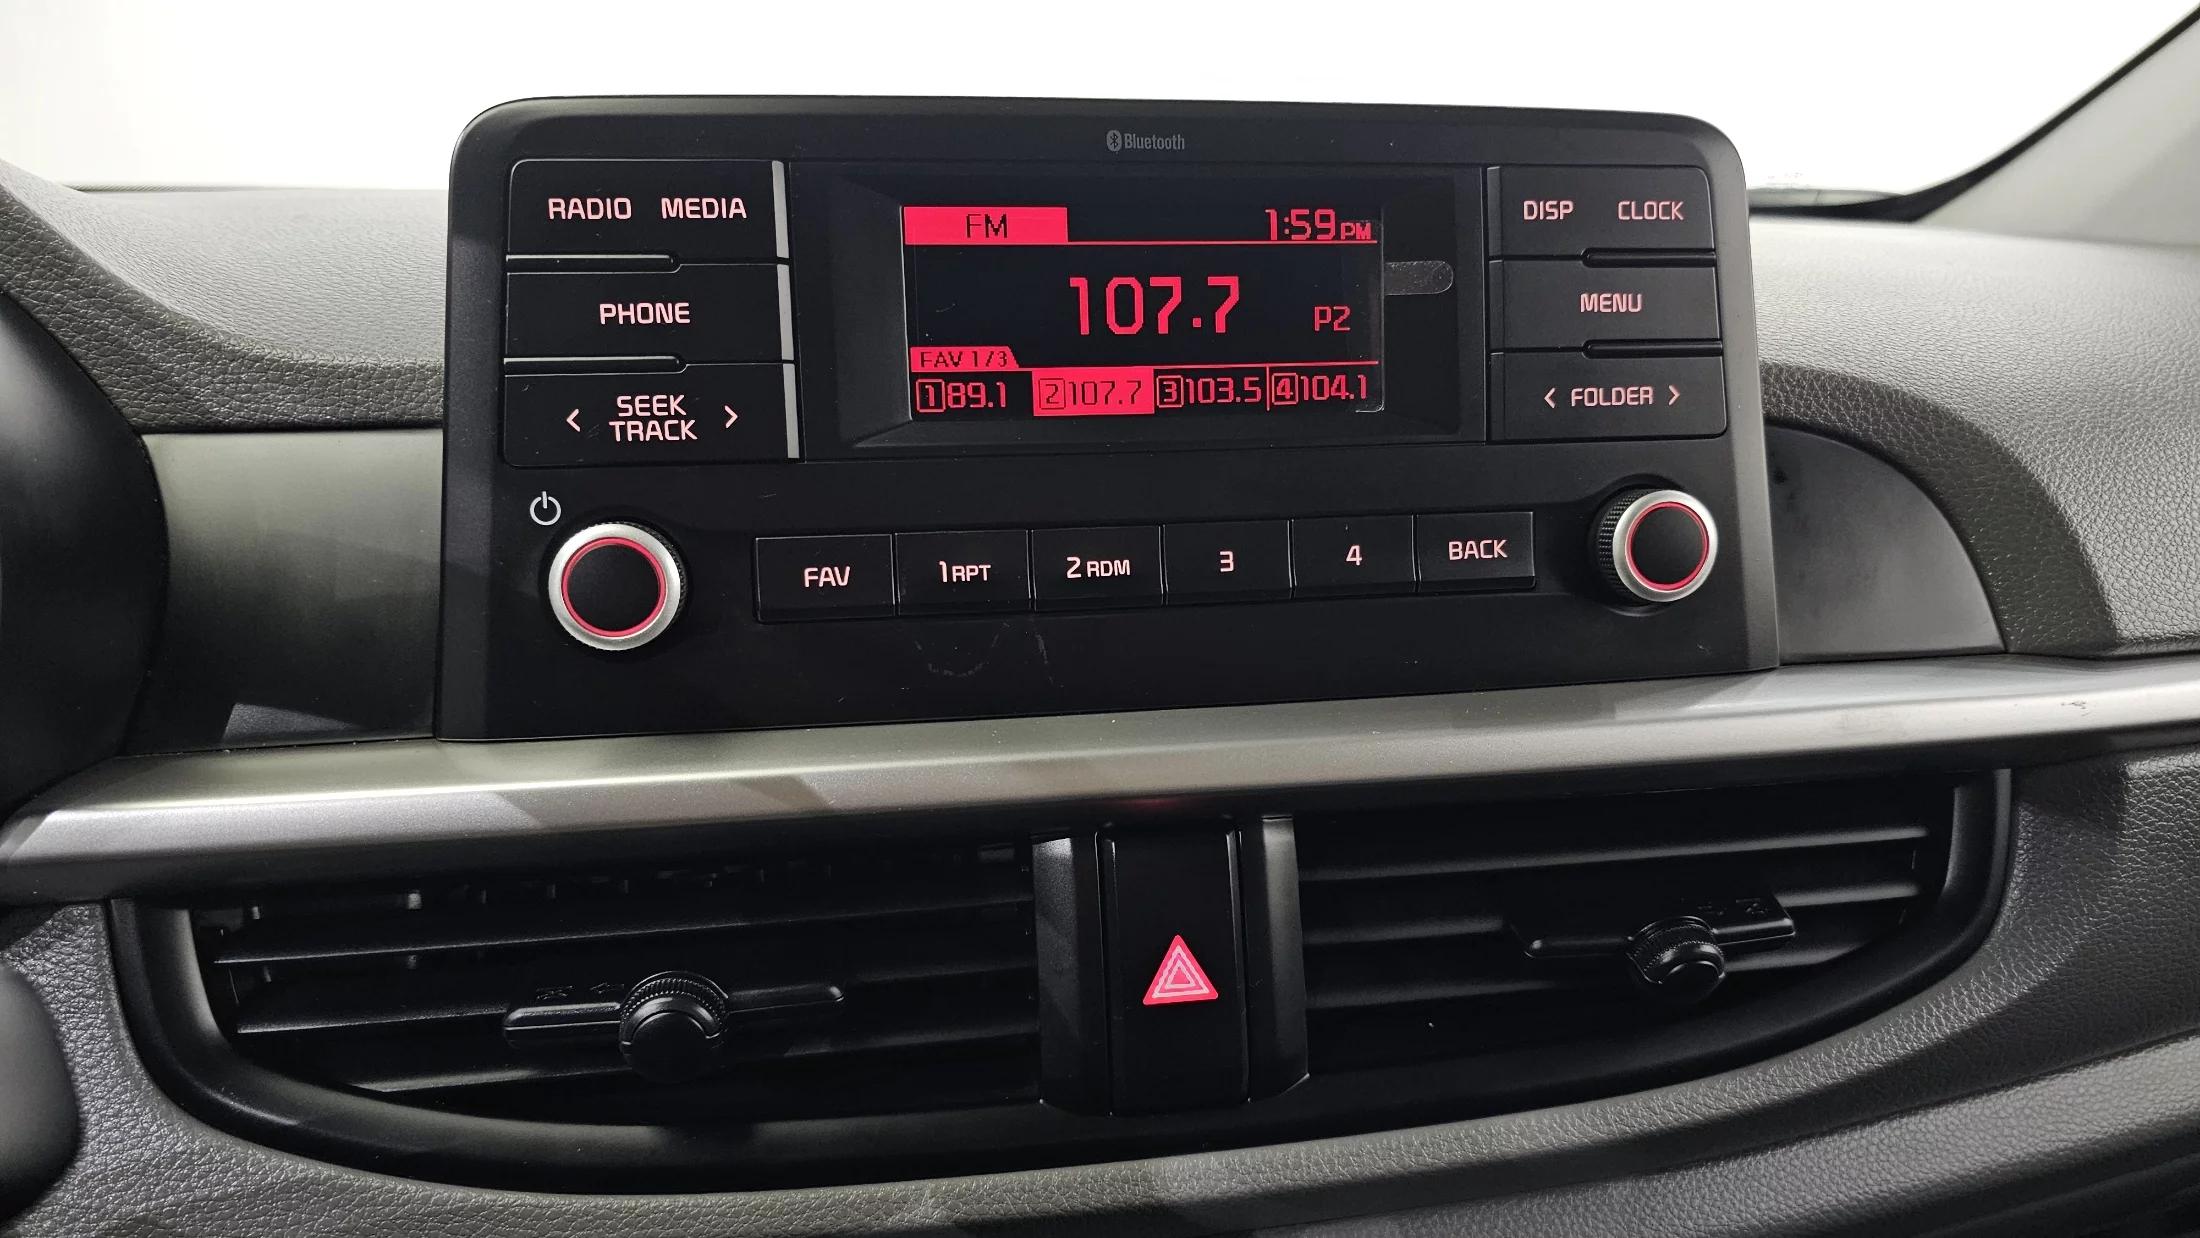 Bluetooth
RADIO MEDIA
PHONE
< SEEK TRACK >
FM 1:59 PM
107.7 P2
FAV 1/3
1 89.1 2 107.7 3 103.5 4 104.1
DISP CLOCK
MENU
< FOLDER >
FAV 1 RPT 2 RDM 3 4 BACK